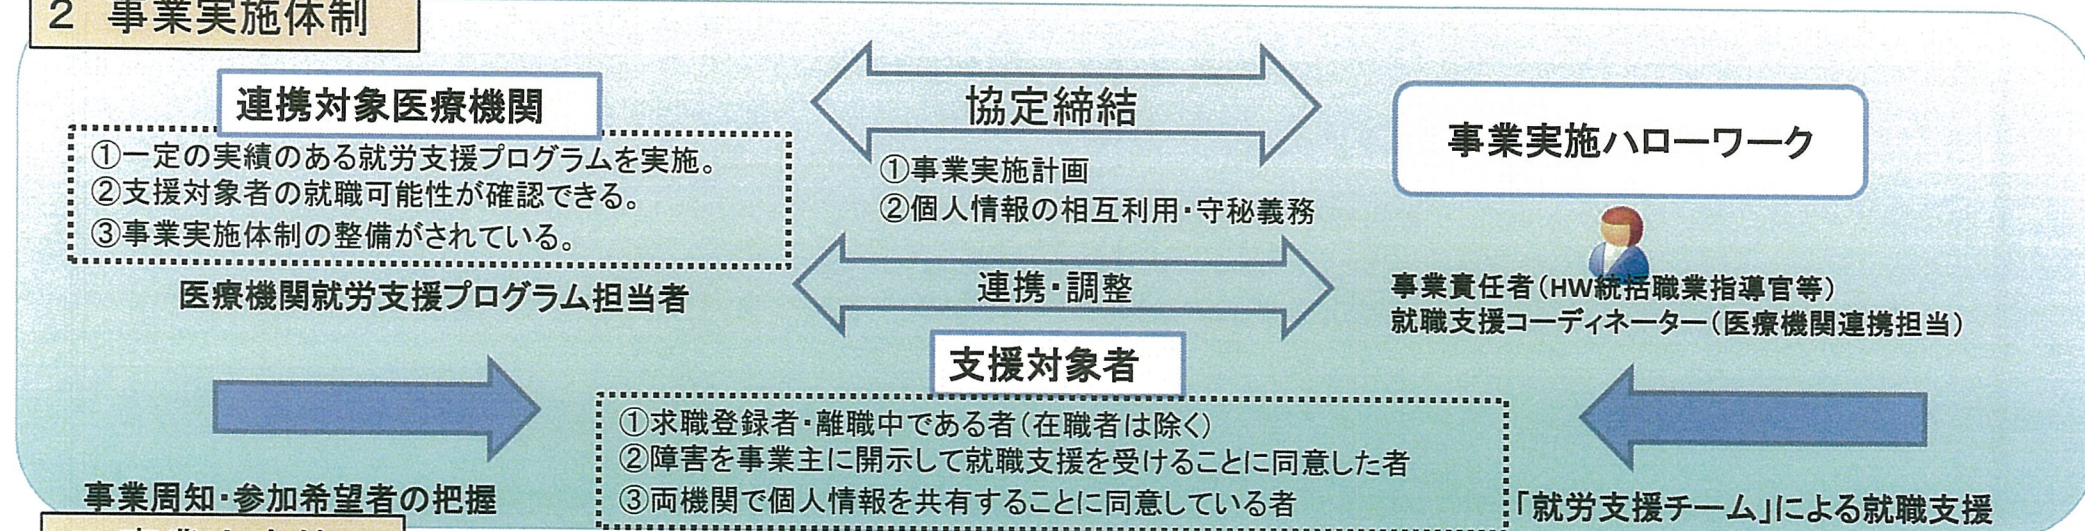 2 事業実施体制
連携対象医療機関
①一定の実績のある就労支援プログラムを実施。
②支援対象者の就職可能性が確認できる。
③事業実施体制の整備がされている。
医療機関就労支援プログラム担当者
協定締結
①事業実施計画
②個人情報の相互利用・守秘義務
連携・調整
事業実施ハローワーク
事業責任者(HW統括職業指導官等)
就職支援コーディネーター(医療機関連携担当)
支援対象者
①求職登録者・離職中である者(在職者は除く)
②障害を事業主に開示して就職支援を受けることに同意した者
③両機関で個人情報を共有することに同意している者
事業周知・参加希望者の把握
「就労支援チーム」による就職支援